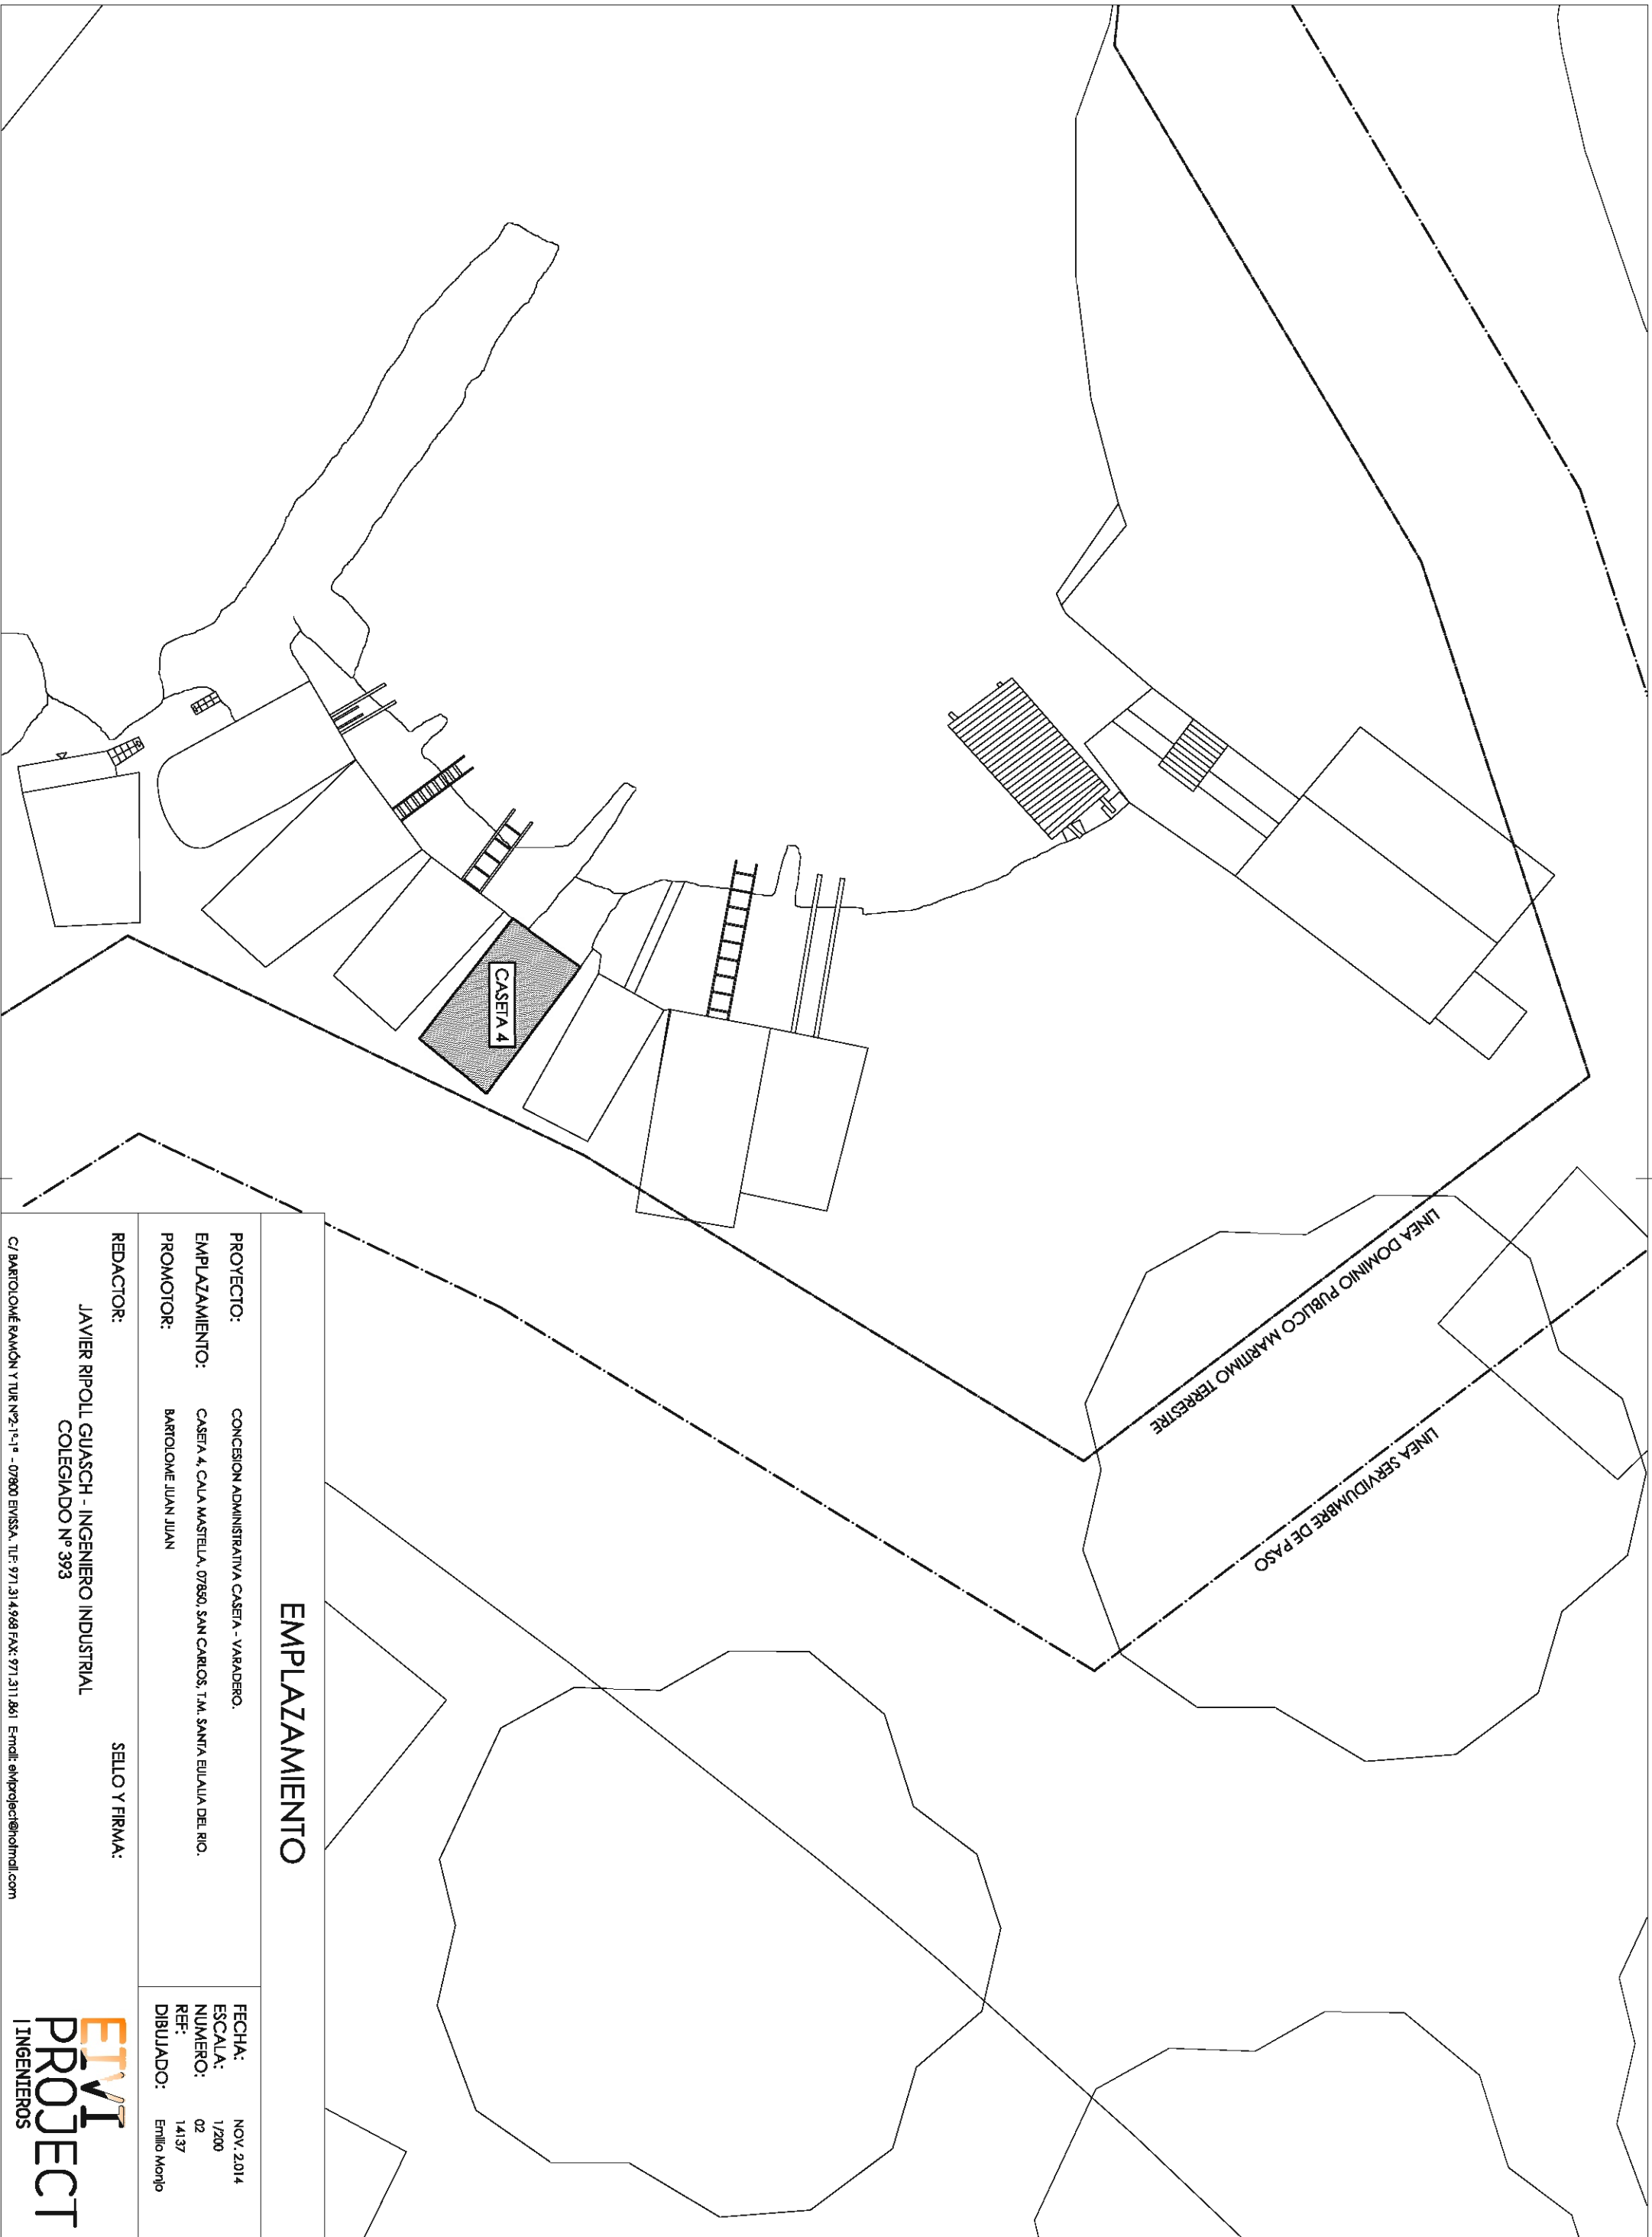 CASETA 4
LINEA DOMINIO PUBLICO MARITIMO TERRESTRE
LINEA SERVIDUMBRE DE PASO
EMPLAZAMIENTO
PROYECTO: CONCESION ADMINISTRATIVA CASETA - VARADERO.
EMPLAZAMIENTO: CASETA 4, CALA MASTELLA, 07850, SAN CARLOS, T.M. SANTA EULALIA DEL RIO.
PROMOTOR: BARTOLOME JUAN JUAN
FECHA: NOV. 2.014
ESCALA: 1/200
NUMERO: 02
REF: 14137
DIBUJADO: Emilio Monjo
REDACTOR:
SELLO Y FIRMA:
JAVIER RIPOLL GUASCH - INGENIERO INDUSTRIAL
COLEGIADO Nº 393
C/ BARTOLOMÉ RAMÓN Y TUR Nº2-1º-1ª - 07800 EIVISSA. TLF: 971.314.968 FAX: 971.311.861 E-mail: eiviproject@hotmail.com
EIVI
PROJECT
| INGENIEROS